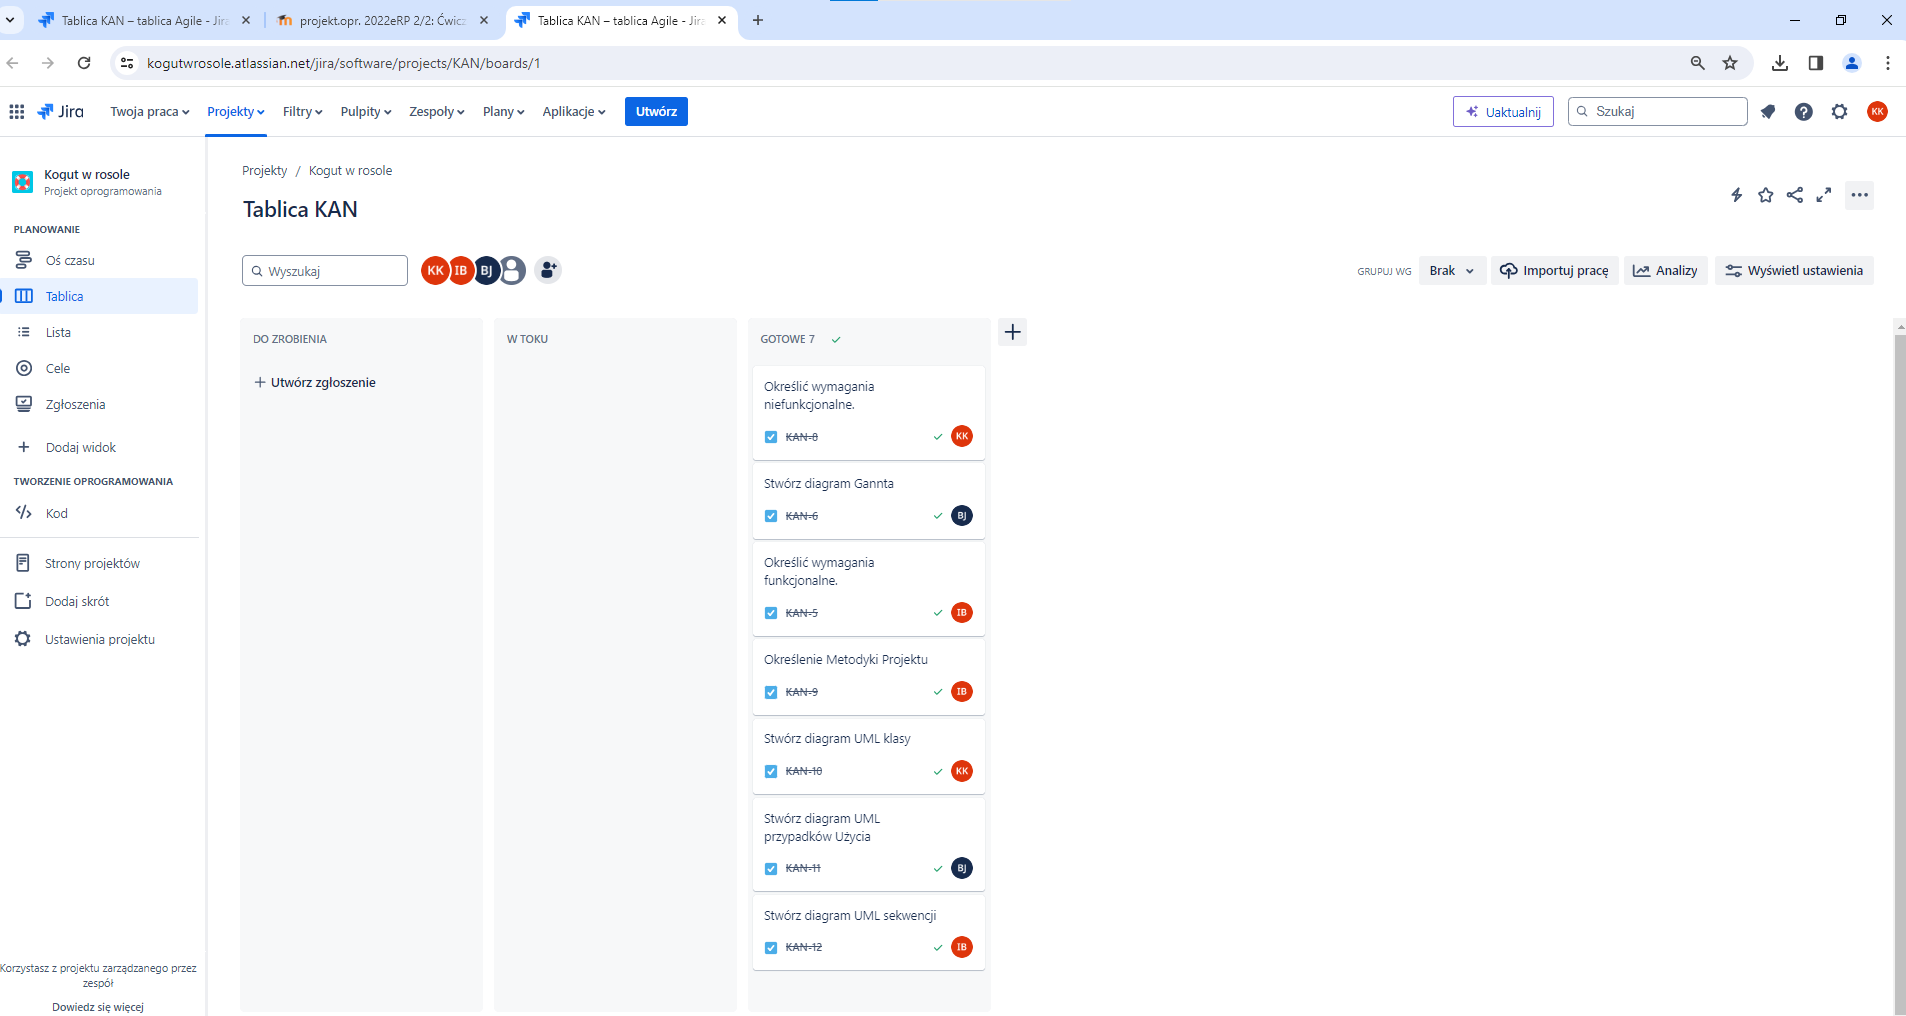 Tablica KAN – tablica Agile - Jira
projekt.opr. 2022eRP 2/2: Ćwicz
Tablica KAN – tablica Agile - Jira
kogutwrosole.atlassian.net/jira/software/projects/KAN/boards/1
Jira
Twoja praca
Projekty
Filtry
Pulpity
Zespoły
Plany
Aplikacje
Utwórz
Uaktualnij
Szukaj
KK
Kogut w rosole
Projekt oprogramowania
PLANOWANIE
Oś czasu
Tablica
Lista
Cele
Zgłoszenia
Dodaj widok
TWORZENIE OPROGRAMOWANIA
Kod
Strony projektów
Dodaj skrót
Ustawienia projektu
Korzystasz z projektu zarządzanego przez
zespół
Dowiedz się więcej
Projekty / Kogut w rosole
Tablica KAN
Wyszukaj
KK IB BJ
GRUPUJ WG
Brak
Importuj pracę
Analizy
Wyświetl ustawienia
DO ZROBIENIA
+ Utwórz zgłoszenie
W TOKU
GOTOWE 7
Określić wymagania
niefunkcjonalne.
KAN-8
KK
Stwórz diagram Gannta
KAN-6
BJ
Określić wymagania
funkcjonalne.
KAN-5
IB
Określenie Metodyki Projektu
KAN-9
IB
Stwórz diagram UML klasy
KAN-10
KK
Stwórz diagram UML
przypadków Użycia
KAN-11
BJ
Stwórz diagram UML sekwencji
KAN-12
IB